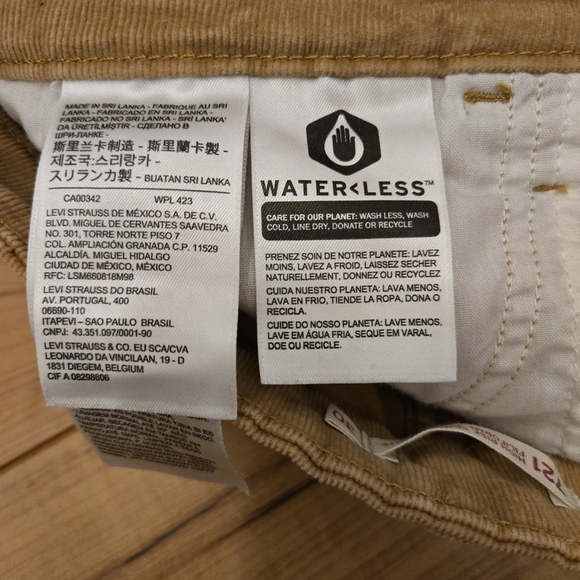 MADE IN SRI LANKA - FABRIQUE AU SRI
LANKA - FABRICADO EN SRI LANKA -
FABRICADO NO SRI LANKA - SRI LANKA'
DA ÜRETİLMİŞTİR - СДЕЛАНО В
ШРИ-ЛАНКЕ -
斯里兰卡制造 - 斯里蘭卡製 -
제조국:스리랑카 -
スリランカ製 - BUATAN SRI LANKA
CA00342 WPL 423
LEVI STRAUSS DE MÉXICO S.A. DE C.V.
BLVD. MIGUEL DE CERVANTES SAAVEDRA
NO. 301, TORRE NORTE PISO 7
COL. AMPLIACIÓN GRANADA C.P. 11529
ALCALDÍA. MIGUEL HIDALGO
CIUDAD DE MÉXICO, MÉXICO
RFC: LSM660818M98
LEVI STRAUSS DO BRASIL
AV. PORTUGAL, 400
06690-110
ITAPEVI – SAO PAULO BRASIL
CNPJ: 43.351.097/0001-90
LEVI STRAUSS & CO. EU SCA/CVA
LEONARDO DA VINCILAAN, 19 - D
1831 DIEGEM, BELGIUM
CIF A 08298606
WATER<LESS™
CARE FOR OUR PLANET: WASH LESS, WASH
COLD, LINE DRY, DONATE OR RECYCLE
PRENEZ SOIN DE NOTRE PLANETE: LAVEZ
MOINS, LAVEZ A FROID, LAISSEZ SECHER
NATURELLEMENT, DONNEZ OU RECYCLEZ
CUIDA NUESTRO PLANETA: LAVA MENOS,
LAVA EN FRIO, TIENDE LA ROPA, DONA O
RECICLA.
CUIDE DO NOSSO PLANETA: LAVE MENOS,
LAVE EM ÁGUA FRIA, SEQUE EM VARAL,
DOE OU RECICLE.
721
HIGH RISE